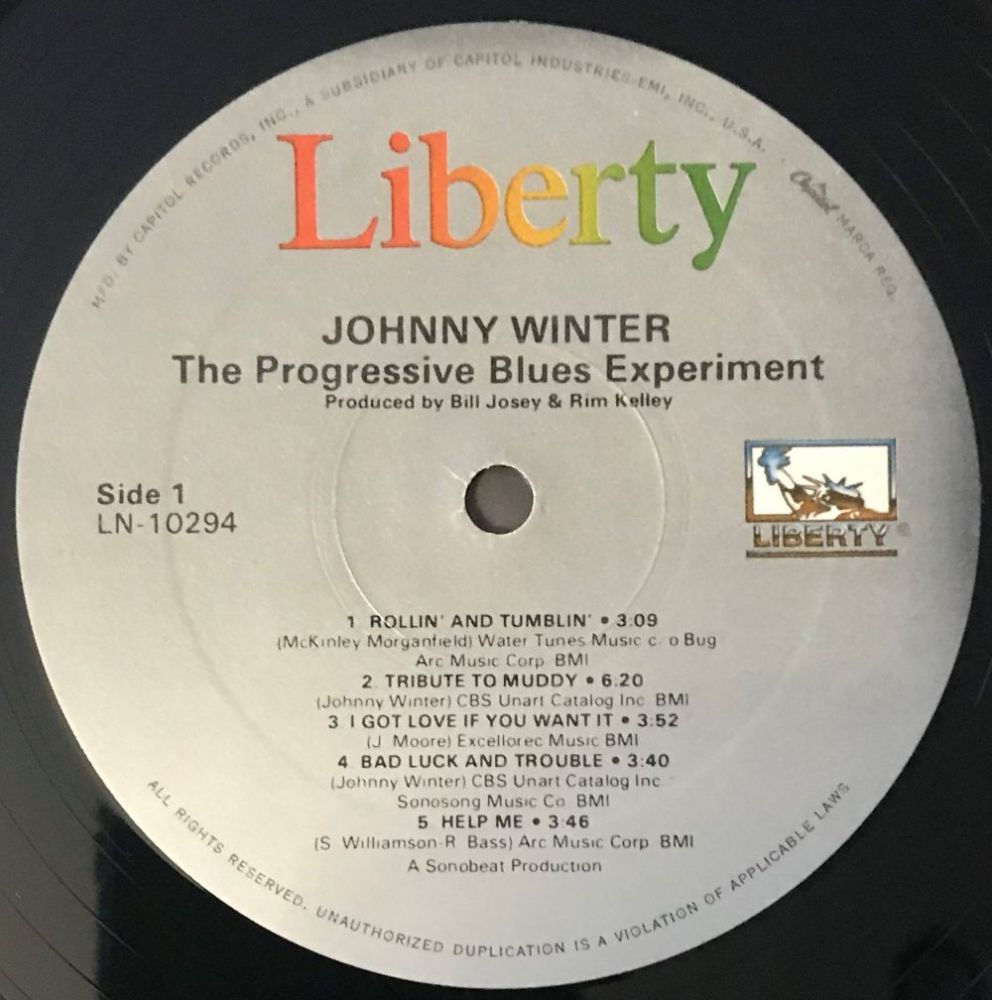 MFD. BY CAPITOL RECORDS, INC., A SUBSIDIARY OF CAPITOL INDUSTRIES-EMI, INC., U.S.A. · Capitol MARCA REG.
Liberty
JOHNNY WINTER
The Progressive Blues Experiment
Produced by Bill Josey & Rim Kelley
Side 1
LN-10294
LIBERTY®
1 ROLLIN' AND TUMBLIN' • 3:09
(McKinley Morganfield) Water Tunes Music c/o Bug
Arc Music Corp BMI
2. TRIBUTE TO MUDDY • 6:20
(Johnny Winter) CBS Unart Catalog Inc BMI
3 I GOT LOVE IF YOU WANT IT • 3:52
(J Moore) Excellorec Music BMI
4 BAD LUCK AND TROUBLE • 3:40
(Johnny Winter) CBS Unart Catalog Inc
Sonosong Music Co BMI
5 HELP ME • 3:46
(S Williamson-R Bass) Arc Music Corp BMI
A Sonobeat Production
ALL RIGHTS RESERVED. UNAUTHORIZED DUPLICATION IS A VIOLATION OF APPLICABLE LAWS